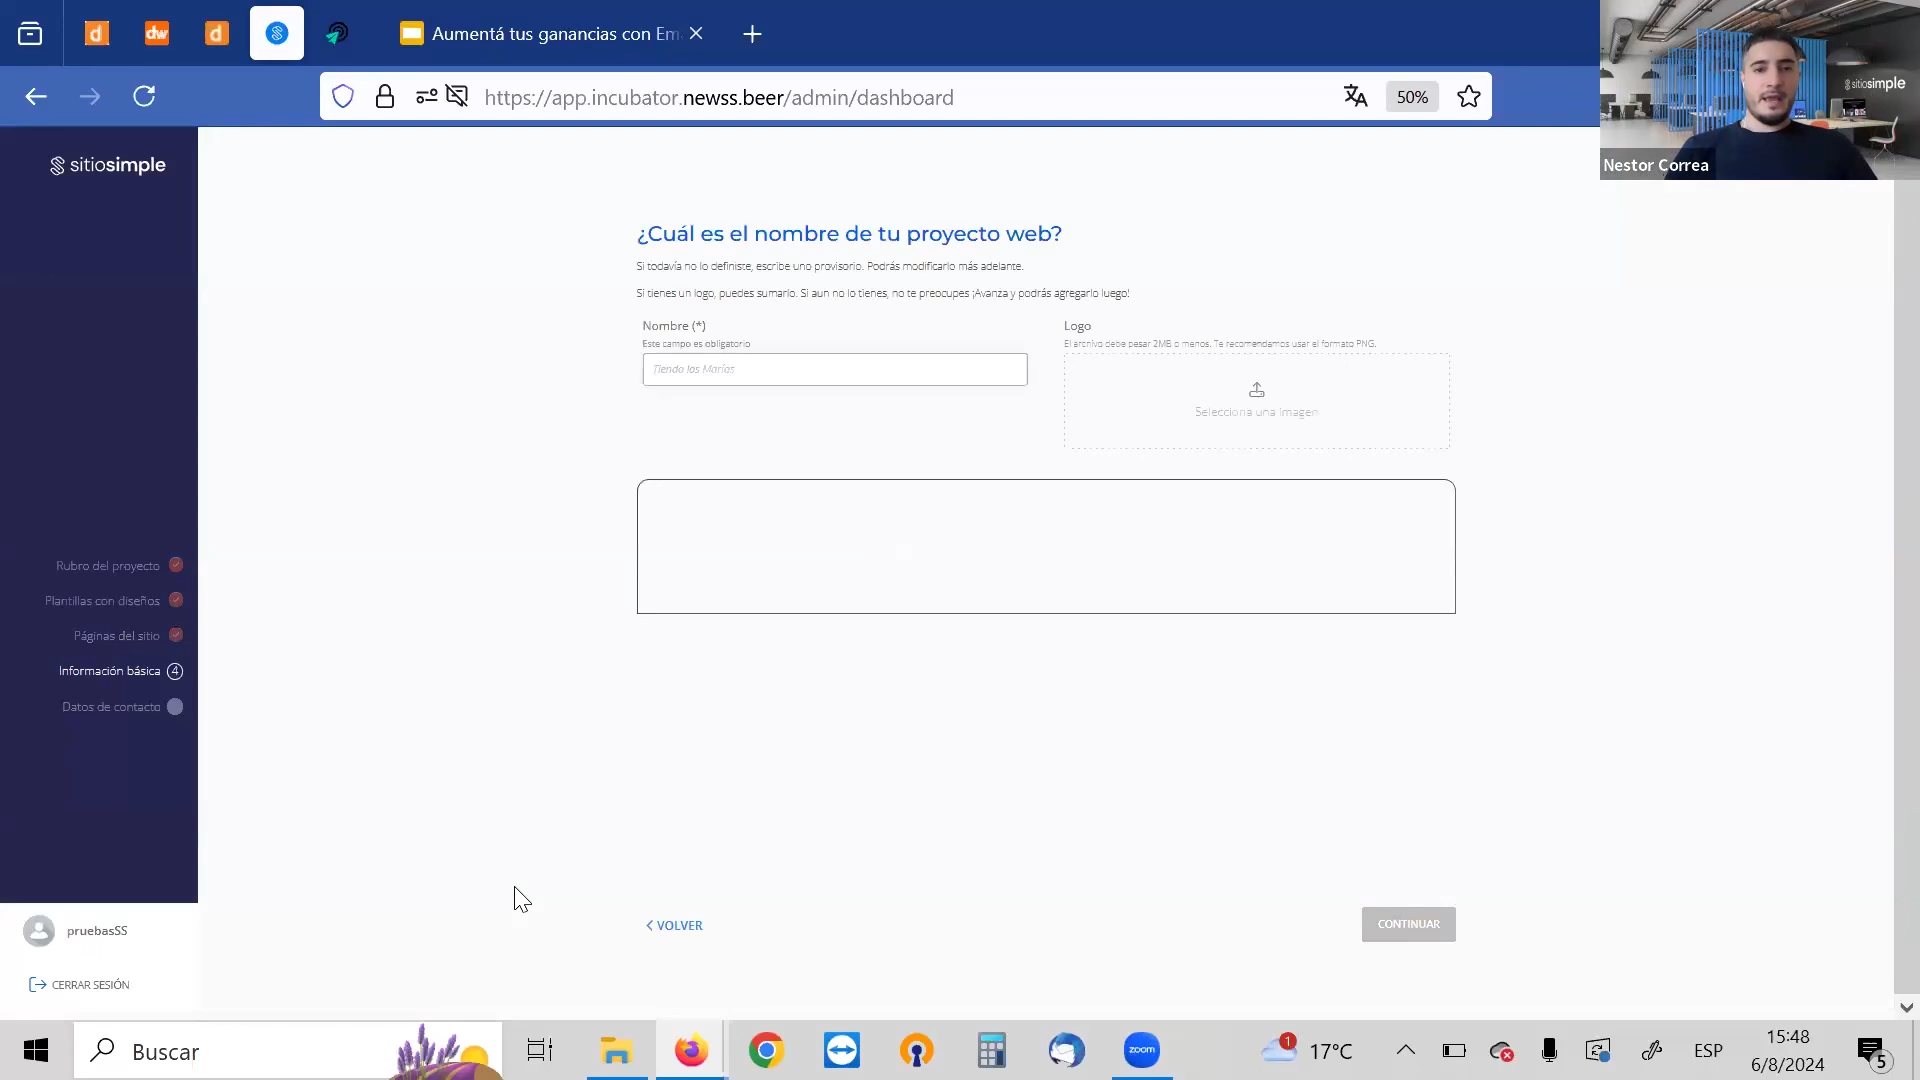 Aumentá tus ganancias con Em
https://app.incubator.newss.beer/admin/dashboard
50%
sitiosimple
Nestor Correa
sitiosimple
¿Cuál es el nombre de tu proyecto web?
Si todavía no lo definiste, escribe uno provisorio. Podrás modificarlo más adelante.
Si tienes un logo, puedes sumarlo. Si aun no lo tienes, no te preocupes ¡Avanza y podrás agregarlo luego!
Nombre (*)
Este campo es obligatorio
Tienda las Marías
Logo
El archivo debe pesar 2MB o menos. Te recomendamos usar el formato PNG.
Selecciona una imagen
Rubro del proyecto
Plantillas con diseños
Páginas del sitio
Información básica 4
Datos de contacto
VOLVER
CONTINUAR
pruebasSS
CERRAR SESIÓN
Buscar
zoom
1
17°C
ESP
15:48
6/8/2024
5